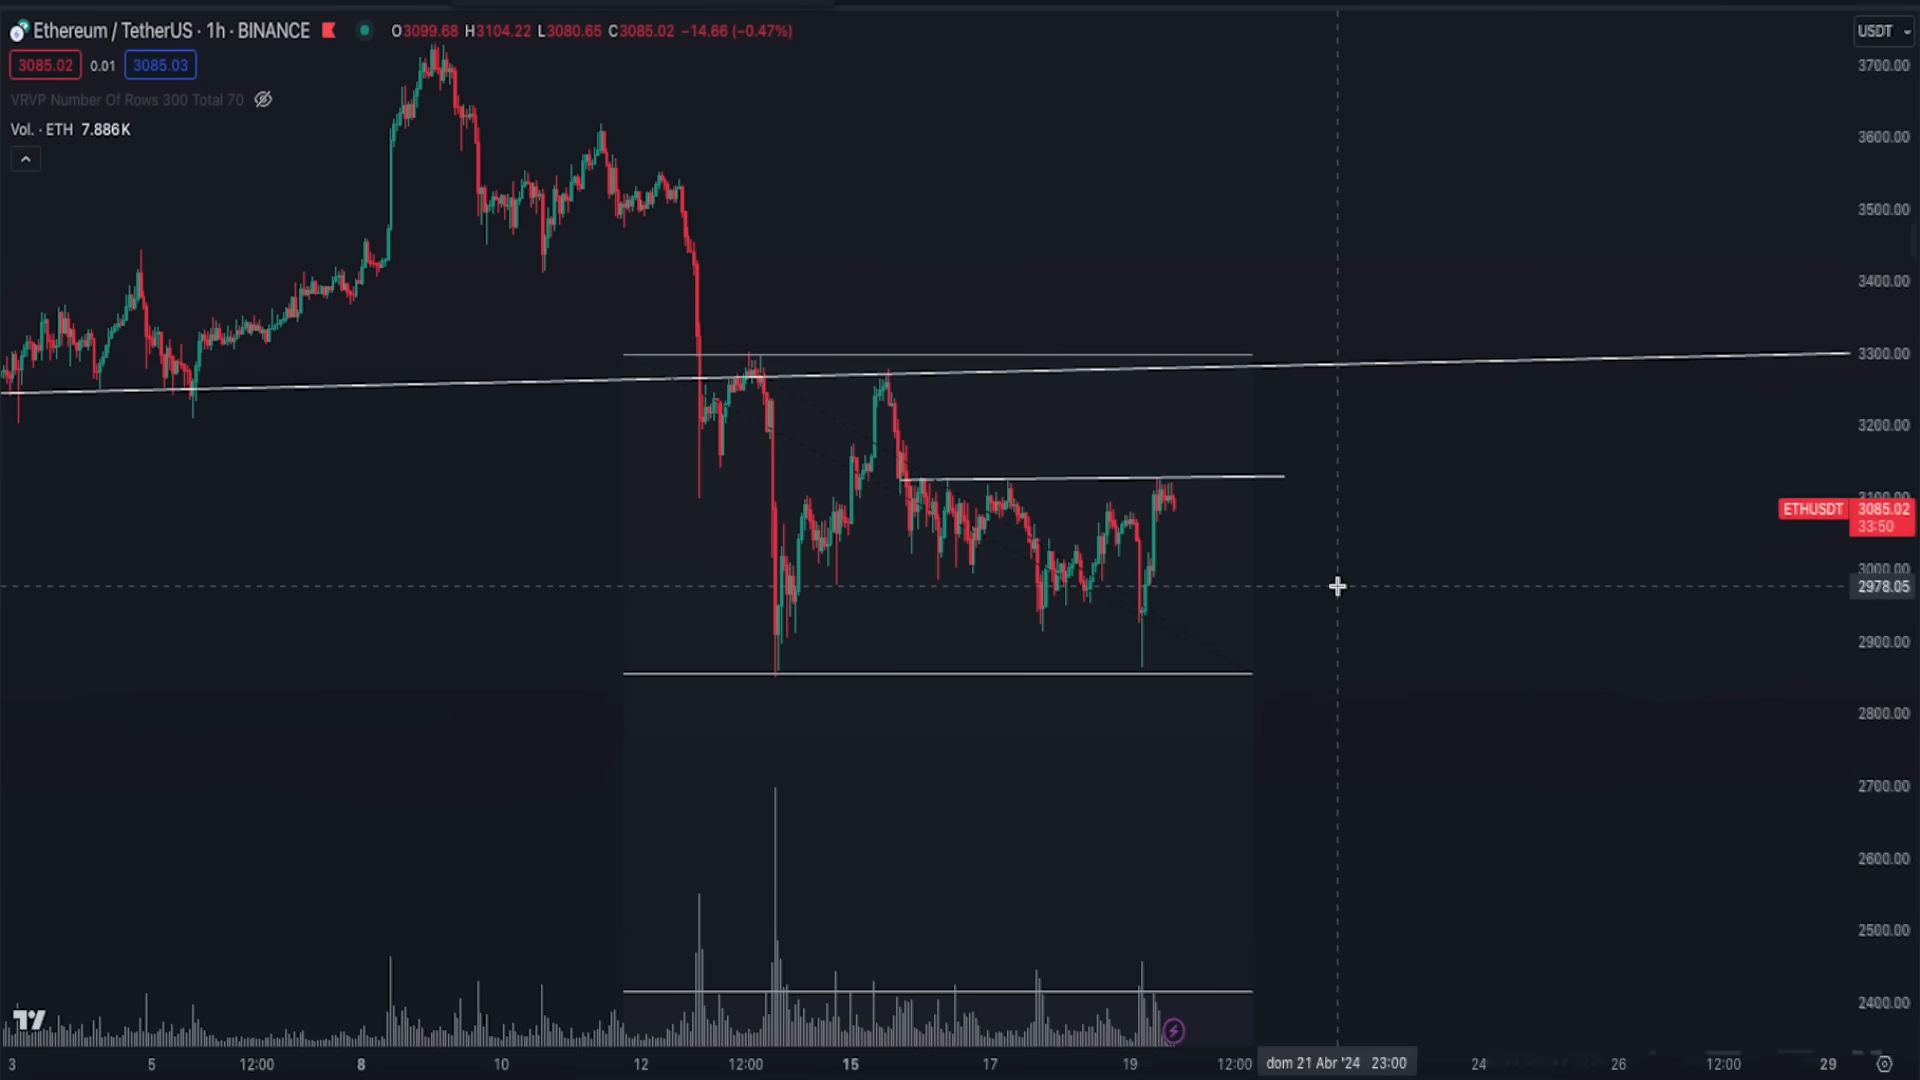 Ethereum / TetherUS · 1h · BINANCE O3099.68 H3104.22 L3080.65 C3085.02 −14.66 (−0.47%) USDT
3085.02 0.01 3085.03
VRVP Number Of Rows 300 Total 70
Vol. · ETH 7.886K
3700.00
3600.00
3500.00
3400.00
3300.00
3200.00
3100.00
ETHUSDT 3085.02
33:50
3000.00
2978.05
2900.00
2800.00
2700.00
2600.00
2500.00
2400.00
3 5 12:00 8 10 12 12:00 15 17 19 12:00 dom 21 Abr '24 23:00 24 26 12:00 29